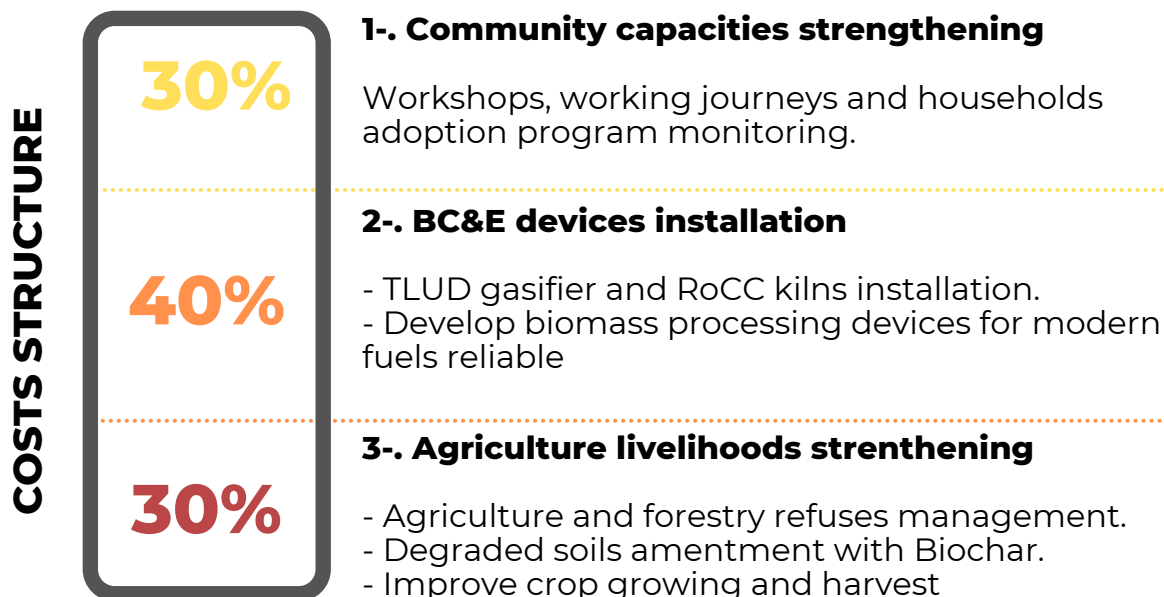 COSTS STRUCTURE
30%
1-. Community capacities strengthening
Workshops, working journeys and households
adoption program monitoring.
40%
2-. BC&E devices installation
- TLUD gasifier and RoCC kilns installation.
- Develop biomass processing devices for modern
fuels reliable
30%
3-. Agriculture livelihoods strenthening
- Agriculture and forestry refuses management.
- Degraded soils amentment with Biochar.
- Improve crop growing and harvest